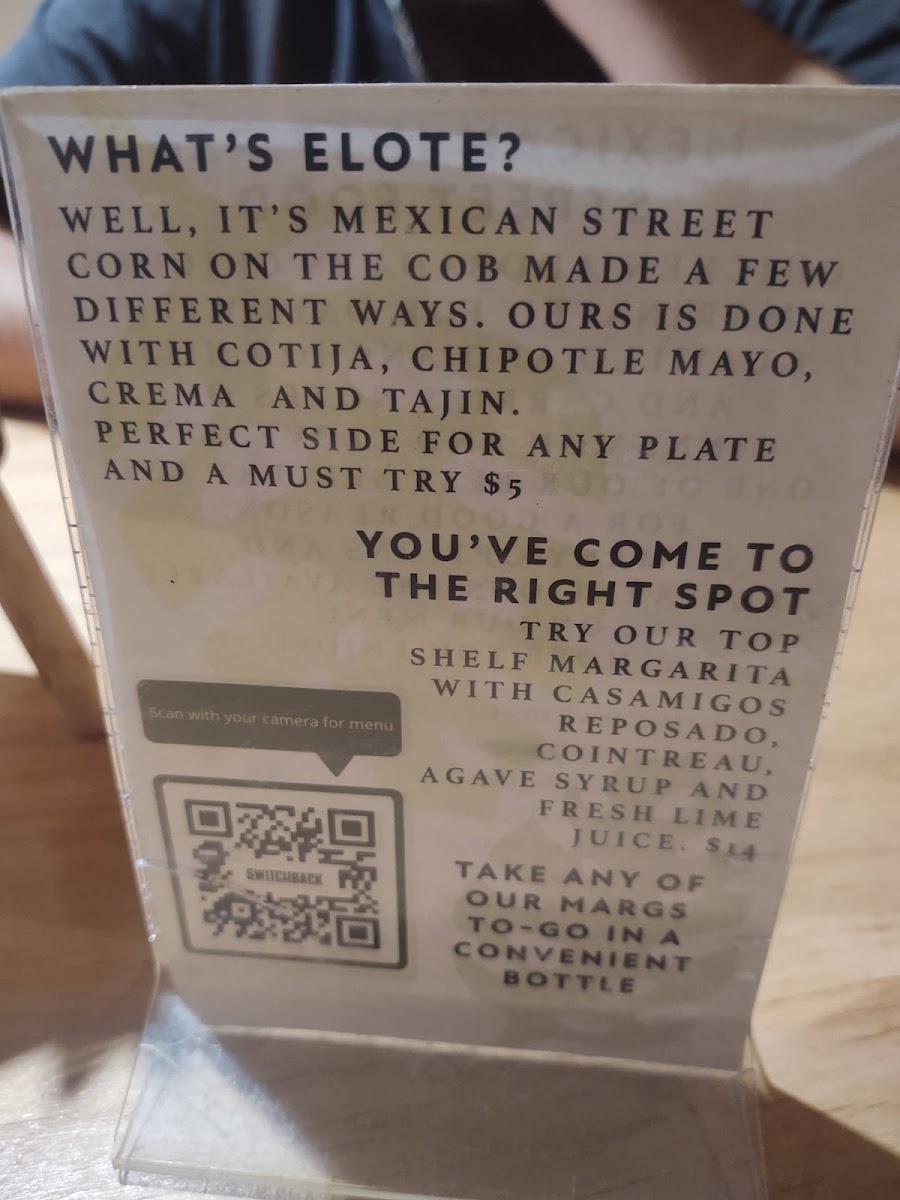 WHAT'S ELOTE?
WELL, IT'S MEXICAN STREET
CORN ON THE COB MADE A FEW
DIFFERENT WAYS. OURS IS DONE
WITH COTIJA, CHIPOTLE MAYO,
CREMA AND TAJIN.
PERFECT SIDE FOR ANY PLATE
AND A MUST TRY $5
YOU'VE COME TO
THE RIGHT SPOT
TRY OUR TOP
SHELF MARGARITA
WITH CASAMIGOS
REPOSADO,
COINTREAU,
AGAVE SYRUP AND
FRESH LIME
JUICE. $14
TAKE ANY OF
OUR MARGS
TO-GO IN A
CONVENIENT
BOTTLE
Scan with your camera for menu
SWITCHBACK